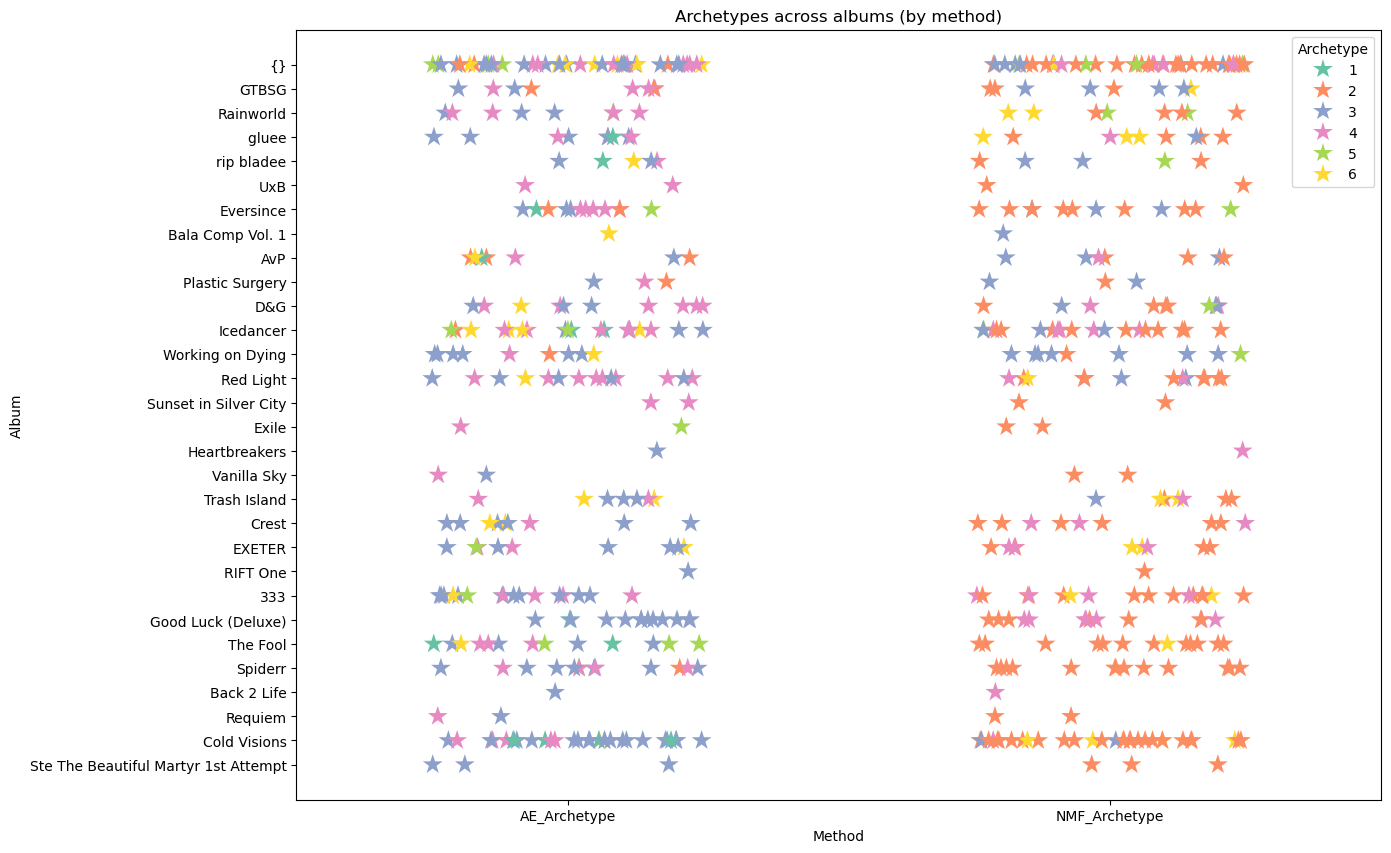 Archetypes across albums (by method)
Archetype
1
2
3
4
5
6
Album
{}
GTBSG
Rainworld
gluee
rip bladee
UxB
Eversince
Bala Comp Vol. 1
AvP
Plastic Surgery
D&G
Icedancer
Working on Dying
Red Light
Sunset in Silver City
Exile
Heartbreakers
Vanilla Sky
Trash Island
Crest
EXETER
RIFT One
333
Good Luck (Deluxe)
The Fool
Spiderr
Back 2 Life
Requiem
Cold Visions
Ste The Beautiful Martyr 1st Attempt
AE_Archetype
NMF_Archetype
Method